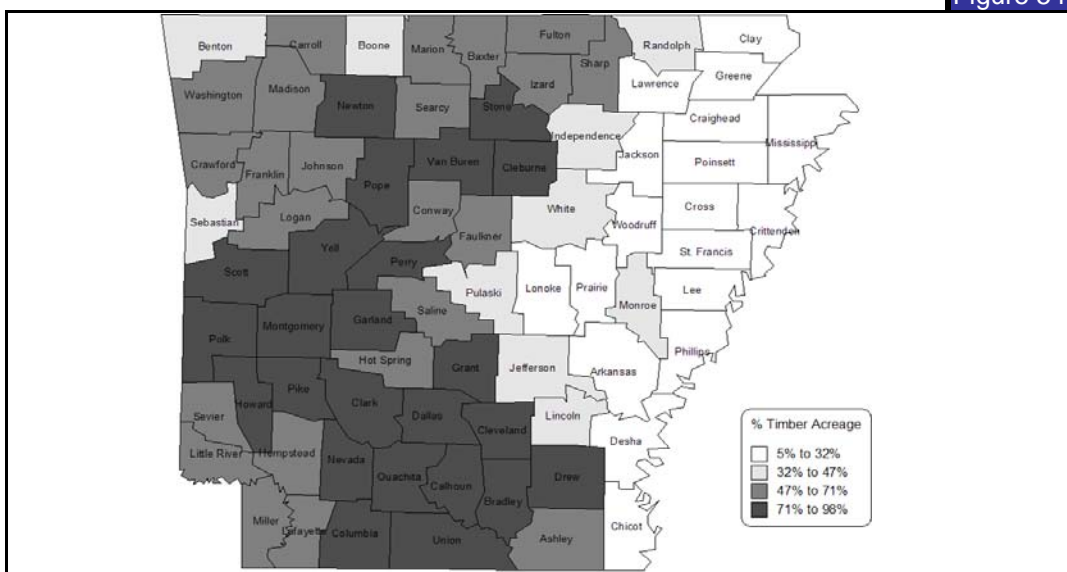 Benton
Carroll
Boone
Marion
Baxter
Fulton
Sharp
Randolph
Clay
Washington
Madison
Newton
Searcy
Stone
Izard
Lawrence
Greene
Craighead
Mississippi
Independence
Jackson
Poinsett
Crawford
Franklin
Johnson
Pope
Van Buren
Cleburne
Sebastian
Logan
Conway
Faulkner
White
Woodruff
Cross
Crittenden
St. Francis
Scott
Yell
Perry
Pulaski
Lonoke
Prairie
Monroe
Lee
Polk
Montgomery
Garland
Saline
Hot Spring
Grant
Jefferson
Arkansas
Phillips
Sevier
Howard
Pike
Clark
Dallas
Cleveland
Lincoln
Desha
Little River
Hempstead
Nevada
Ouachita
Calhoun
Bradley
Drew
Miller
Lafayette
Columbia
Union
Ashley
Chicot
% Timber Acreage
5% to 32%
32% to 47%
47% to 71%
71% to 98%